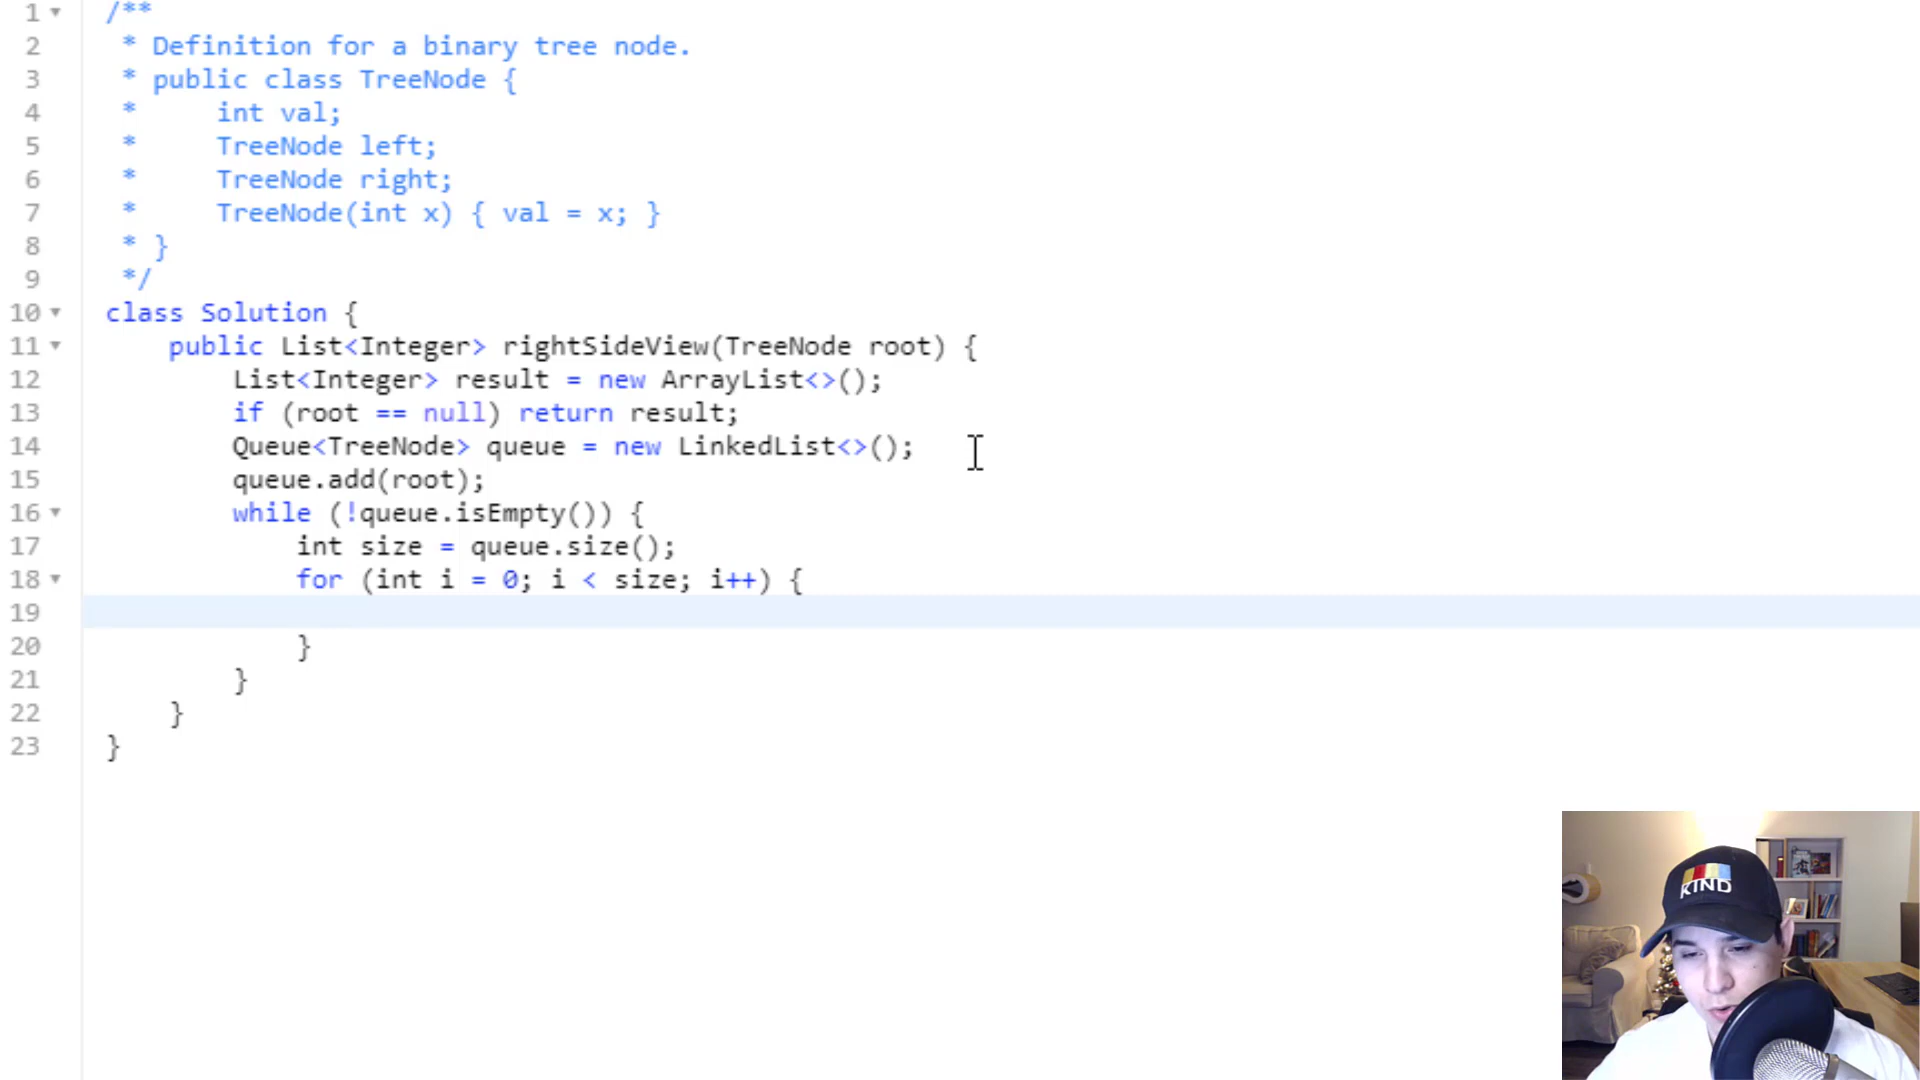 1 /**
2 * Definition for a binary tree node.
3 * public class TreeNode {
4 *     int val;
5 *     TreeNode left;
6 *     TreeNode right;
7 *     TreeNode(int x) { val = x; }
8 * }
9 */
10 class Solution {
11     public List<Integer> rightSideView(TreeNode root) {
12         List<Integer> result = new ArrayList<>();
13         if (root == null) return result;
14         Queue<TreeNode> queue = new LinkedList<>();
15         queue.add(root);
16         while (!queue.isEmpty()) {
17             int size = queue.size();
18             for (int i = 0; i < size; i++) {
19
20             }
21         }
22     }
23 }
KIND